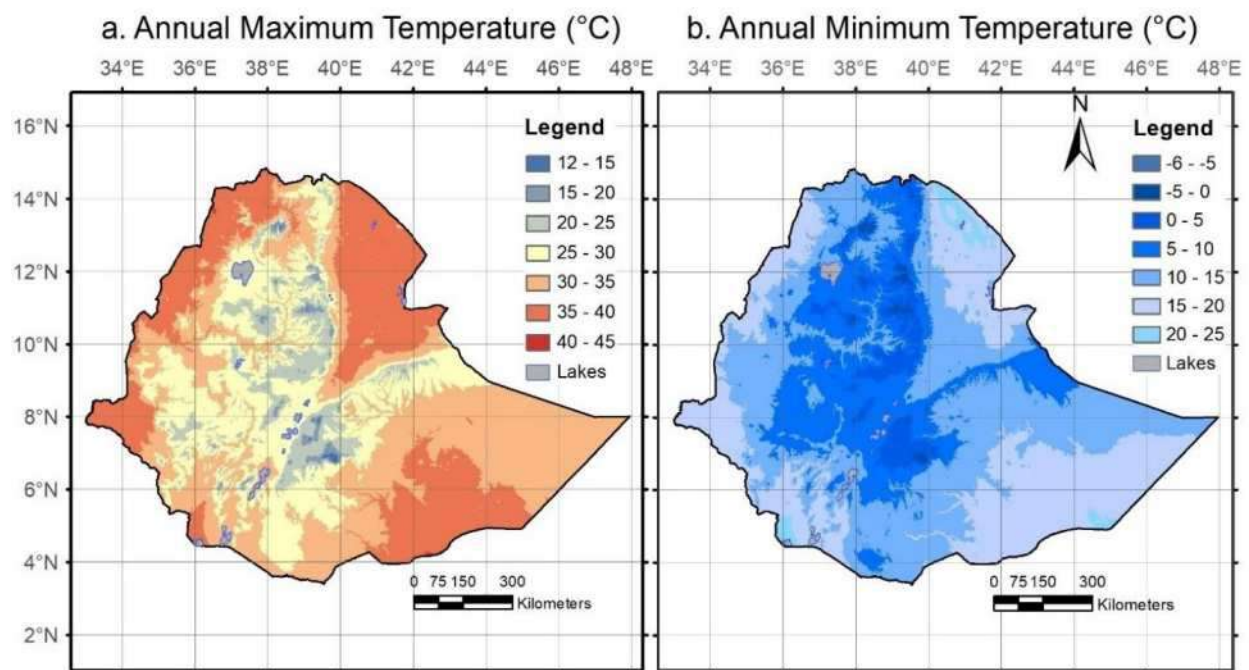 a. Annual Maximum Temperature (°C)
34°E 36°E 38°E 40°E 42°E 44°E 46°E 48°E
16°N
14°N
12°N
10°N
8°N
6°N
4°N
2°N
Legend
12 - 15
15 - 20
20 - 25
25 - 30
30 - 35
35 - 40
40 - 45
Lakes
0 75 150 300
Kilometers
b. Annual Minimum Temperature (°C)
34°E 36°E 38°E 40°E 42°E 44°E 46°E 48°E
N
Legend
-6 - -5
-5 - 0
0 - 5
5 - 10
10 - 15
15 - 20
20 - 25
Lakes
0 75 150 300
Kilometers